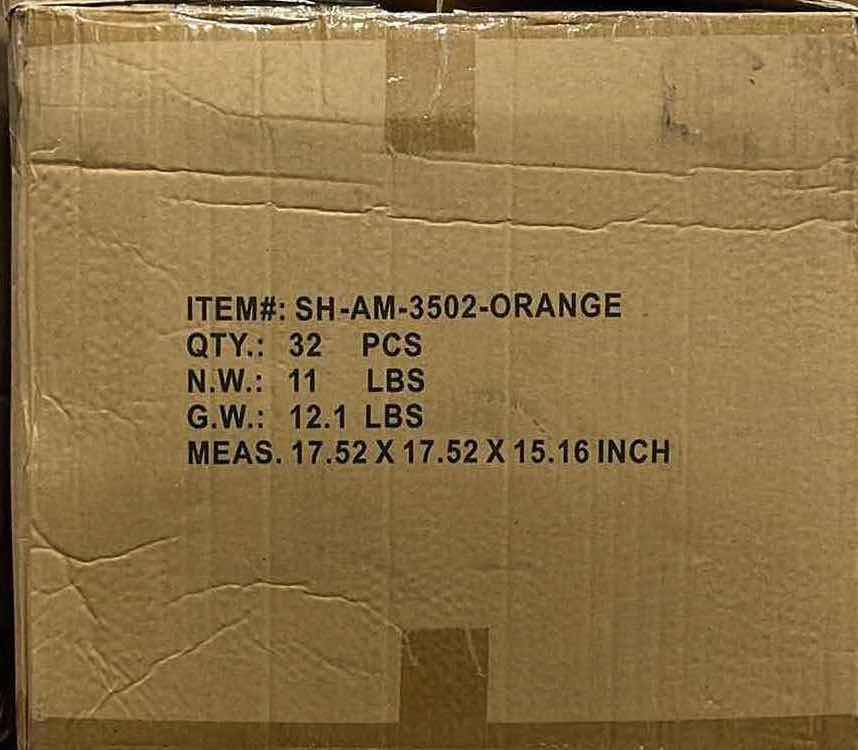 ITEM#: SH-AM-3502-ORANGE
QTY.: 32 PCS
N.W.: 11 LBS
G.W.: 12.1 LBS
MEAS. 17.52 X 17.52 X 15.16 INCH